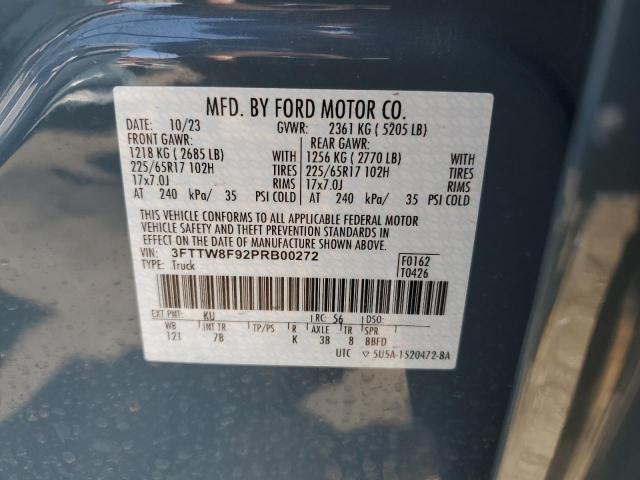 MFD. BY FORD MOTOR CO.
DATE: 10/23 GVWR: 2361 KG ( 5205 LB)
FRONT GAWR: REAR GAWR:
1218 KG ( 2685 LB) WITH 1256 KG ( 2770 LB) WITH
225/65R17 102H TIRES 225/65R17 102H TIRES
17x7.0J RIMS 17x7.0J RIMS
AT 240 kPa/ 35 PSI COLD AT 240 kPa/ 35 PSI COLD
THIS VEHICLE CONFORMS TO ALL APPLICABLE FEDERAL MOTOR
VEHICLE SAFETY AND THEFT PREVENTION STANDARDS IN
EFFECT ON THE DATE OF MANUFACTURE SHOWN ABOVE.
VIN: 3FTTW8F92PRB00272 F0162
TYPE: Truck T0426
EXT PNT: KU RC: 56 DSO:
WB INT TR TP/PS R AXLE TR SPR
121 7B K 38 8 BBFD
UTC ▽ 5U5A-1520472-BA